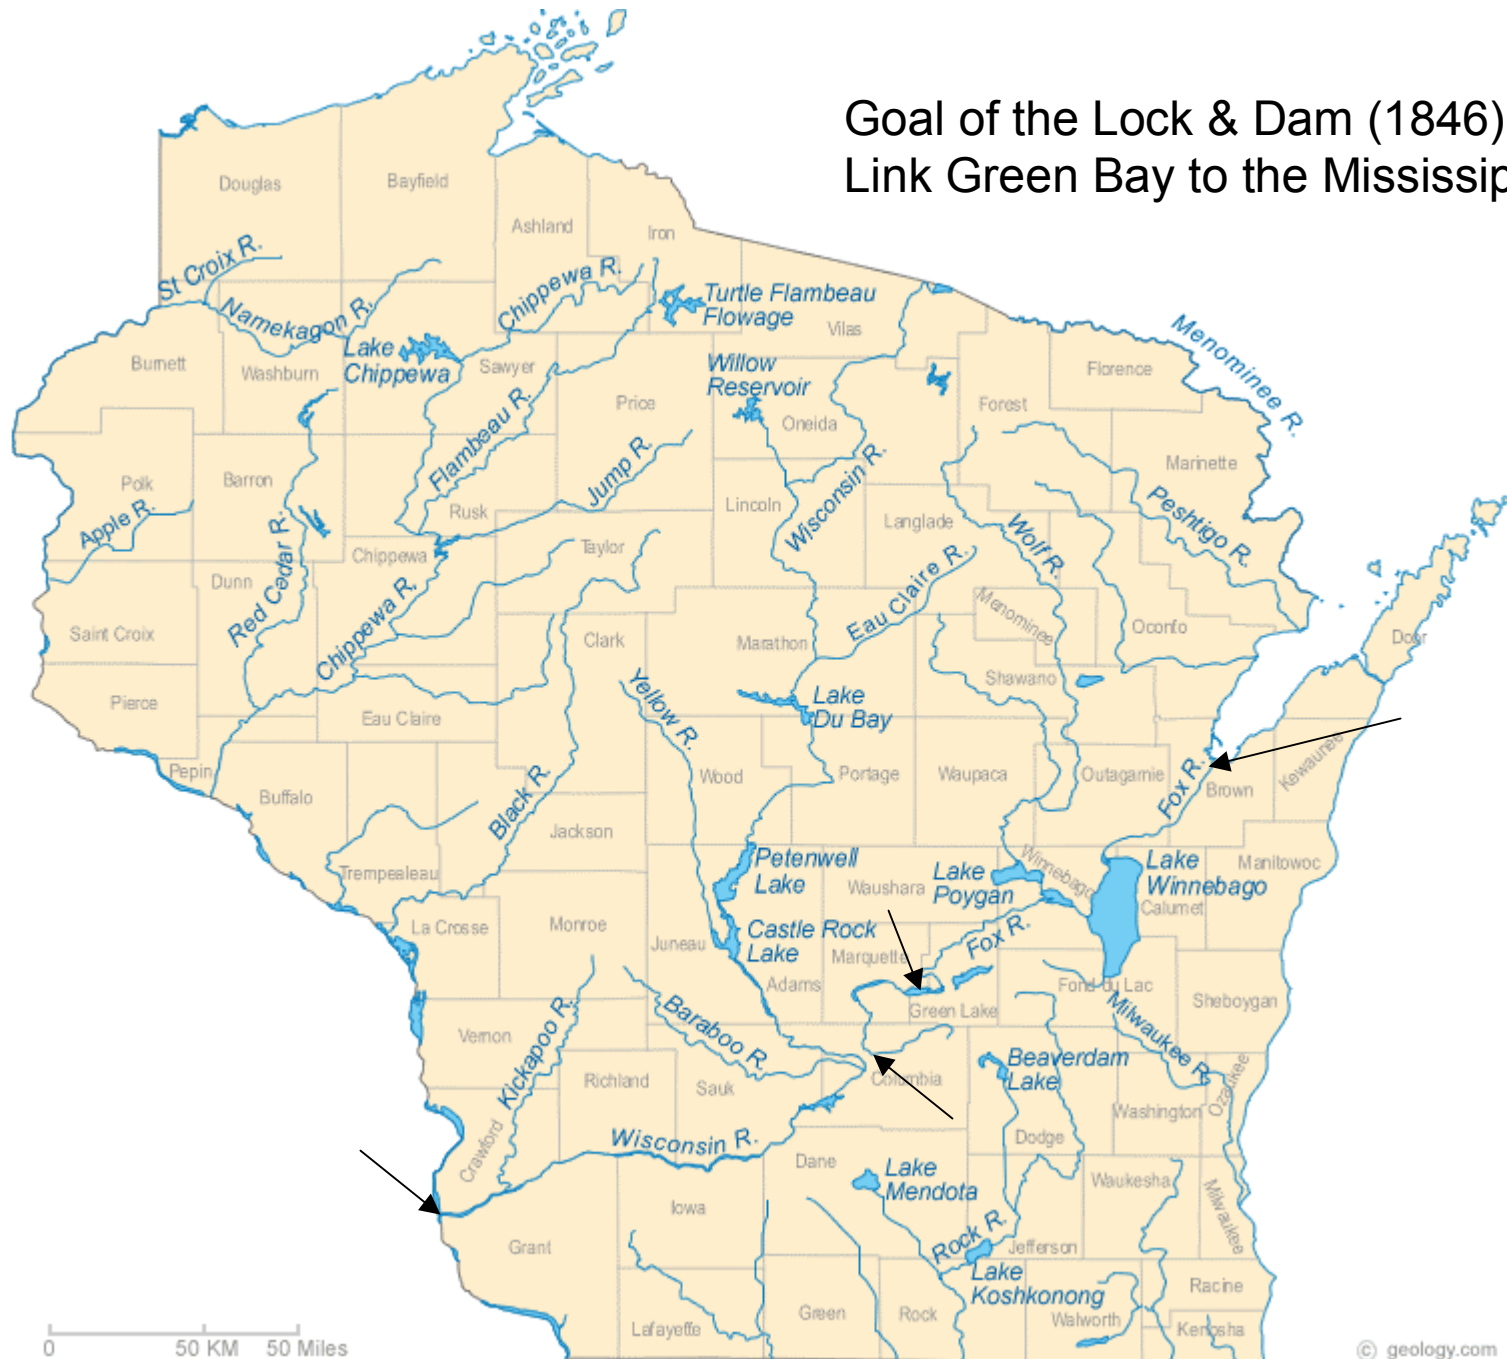 Goal of the Lock & Dam (1846)
Link Green Bay to the Mississip
Douglas
Bayfield
Ashland
Iron
St Croix R.
Namekagon R.
Chippewa R.
Turtle Flambeau
Flowage
Vilas
Menominee R.
Burnett
Washburn
Lake
Chippewa
Sawyer
Willow
Reservoir
Florence
Price
Oneida
Forest
Flambeau R.
Jump R.
Wisconsin R.
Marinette
Polk
Barron
Apple R.
Rusk
Lincoln
Langlade
Peshtigo R.
Red Cedar R.
Chippewa
Taylor
Wolf R.
Dunn
Chippewa R.
Eau Claire R.
Menominee
Saint Croix
Clark
Marathon
Oconfo
Door
Pierce
Yellow R.
Shawano
Lake
Du Bay
Eau Claire
Pepin
Buffalo
Black R.
Wood
Portage
Waupaca
Outagamie
Fox R.
Brown
Kewaunee
Jackson
Trempealeau
Petenwell
Lake
Waushara
Lake
Poygan
Winnebago
Lake
Winnebago
Manitowoc
Calumet
La Crosse
Monroe
Juneau
Castle Rock
Lake
Adams
Marquette
Fox R.
Green Lake
Fond du Lac
Sheboygan
Vernon
Kickapoo R.
Baraboo R.
Milwaukee R.
Richland
Sauk
Columbia
Beaverdam
Lake
Ozaukee
Washington
Crawford
Wisconsin R.
Dodge
Dane
Lake
Mendota
Waukesha
Milwaukee
Iowa
Grant
Rock R.
Jefferson
Lake
Koshkonong
Racine
Lafayeffe
Green
Rock
Walworth
Kenosha
0
50 KM
50 Miles
© geology.com